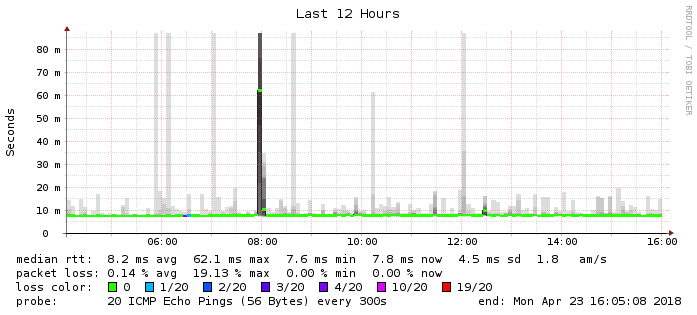 Last 12 Hours
RRDTOOL / TOBI OETIKER
Seconds
80 m
70 m
60 m
50 m
40 m
30 m
20 m
10 m
0
06:00 08:00 10:00 12:00 14:00 16:00
median rtt: 8.2 ms avg 62.1 ms max 7.6 ms min 7.8 ms now 4.5 ms sd 1.8 am/s
packet loss: 0.14 % avg 19.13 % max 0.00 % min 0.00 % now
loss color: 0 1/20 2/20 3/20 4/20 10/20 19/20
probe: 20 ICMP Echo Pings (56 Bytes) every 300s end: Mon Apr 23 16:05:08 2018